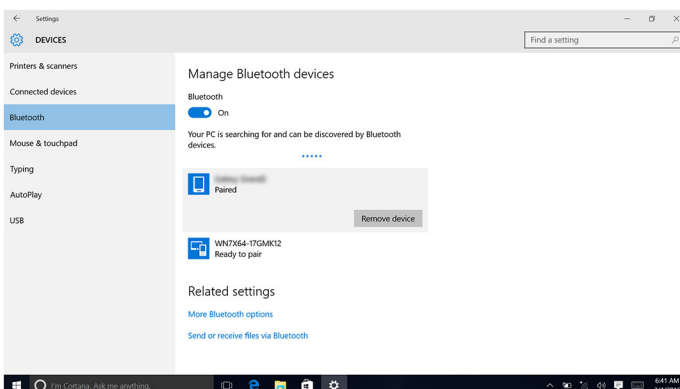 Settings
DEVICES
Find a setting
Printers & scanners
Connected devices
Bluetooth
Mouse & touchpad
Typing
AutoPlay
USB
Manage Bluetooth devices
Bluetooth
On
Your PC is searching for and can be discovered by Bluetooth
devices.
Paired
Remove device
WN7X64-17GMK12
Ready to pair
Related settings
More Bluetooth options
Send or receive files via Bluetooth
I'm Cortana. Ask me anything.
6:41 AM